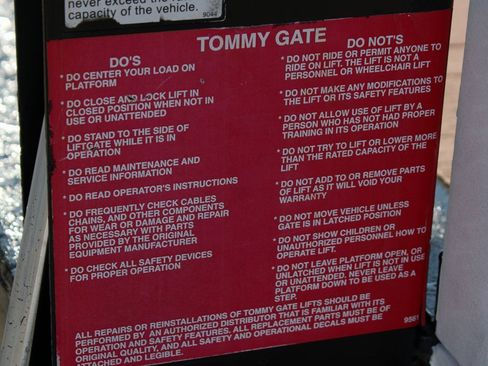 never exceed the
capacity of the vehicle.
9044
TOMMY GATE
DO'S
* DO CENTER YOUR LOAD ON
PLATFORM
* DO CLOSE AND LOCK LIFT IN
CLOSED POSITION WHEN NOT IN
USE OR UNATTENDED
* DO STAND TO THE SIDE OF
LIFTGATE WHILE IT IS IN
OPERATION
* DO READ MAINTENANCE AND
SERVICE INFORMATION
* DO READ OPERATOR'S INSTRUCTIONS
* DO FREQUENTLY CHECK CABLES
CHAINS, AND OTHER COMPONENTS
FOR WEAR OR DAMAGE AND REPAIR
AS NECESSARY WITH PARTS
PROVIDED BY THE ORIGINAL
EQUIPMENT MANUFACTURER
* DO CHECK ALL SAFETY DEVICES
FOR PROPER OPERATION
DO NOT'S
* DO NOT RIDE OR PERMIT ANYONE TO
RIDE ON LIFT. THE LIFT IS NOT A
PERSONNEL OR WHEELCHAIR LIFT
* DO NOT MAKE ANY MODIFICATIONS TO
THE LIFT OR ITS SAFETY FEATURES
* DO NOT ALLOW USE OF LIFT BY A
PERSON WHO HAS NOT HAD PROPER
TRAINING IN ITS OPERATION
* DO NOT TRY TO LIFT OR LOWER MORE
THAN THE RATED CAPACITY OF THE
LIFT
* DO NOT ADD TO OR REMOVE PARTS
OF LIFT AS IT WILL VOID YOUR
WARRANTY
* DO NOT MOVE VEHICLE UNLESS
GATE IS IN LATCHED POSITION
* DO NOT SHOW CHILDREN OR
UNAUTHORIZED PERSONNEL HOW TO
OPERATE LIFT.
* DO NOT LEAVE PLATFORM OPEN, OR
UNLATCHED WHEN LIFT IS NOT IN USE
OR UNATTENDED. NEVER LEAVE
PLATFORM DOWN TO BE USED AS A
STEP.
ALL REPAIRS OR REINSTALLATIONS OF TOMMY GATE LIFTS SHOULD BE
PERFORMED BY AN AUTHORIZED DISTRIBUTOR THAT IS FAMILIAR WITH ITS
OPERATION AND SAFETY FEATURES. ALL REPLACEMENT PARTS MUST BE OF
ORIGINAL QUALITY, AND ALL SAFETY AND OPERATIONAL DECALS MUST BE
ATTACHED AND LEGIBLE.
9561